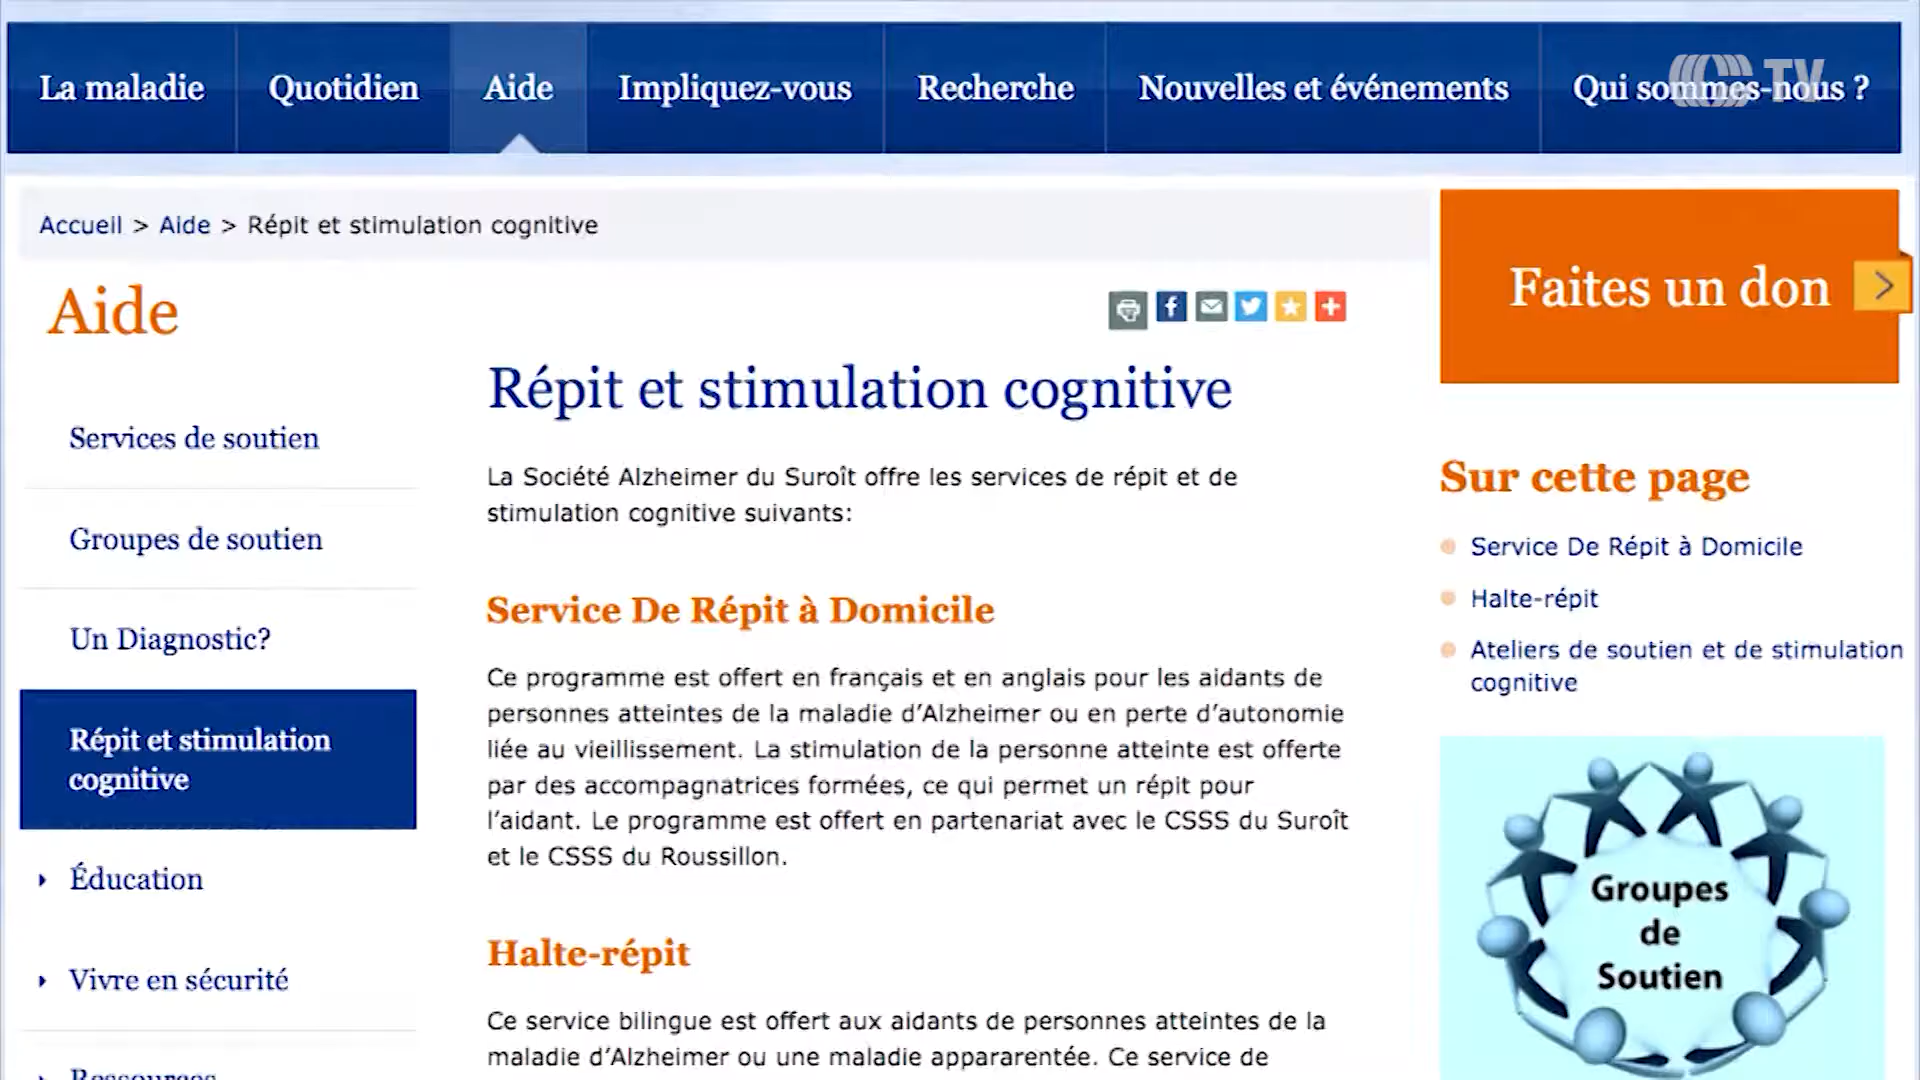 La maladie
Quotidien
Aide
Impliquez-vous
Recherche
Nouvelles et événements
Qui sommes-nous ?
TV
Accueil > Aide > Répit et stimulation cognitive
Faites un don
Aide
Services de soutien
Groupes de soutien
Un Diagnostic?
Répit et stimulation
cognitive
Éducation
Vivre en sécurité
Ressources
Répit et stimulation cognitive
La Société Alzheimer du Suroît offre les services de répit et de
stimulation cognitive suivants:
Service De Répit à Domicile
Ce programme est offert en français et en anglais pour les aidants de
personnes atteintes de la maladie d’Alzheimer ou en perte d’autonomie
liée au vieillissement. La stimulation de la personne atteinte est offerte
par des accompagnatrices formées, ce qui permet un répit pour
l’aidant. Le programme est offert en partenariat avec le CSSS du Suroît
et le CSSS du Roussillon.
Halte-répit
Ce service bilingue est offert aux aidants de personnes atteintes de la
maladie d’Alzheimer ou une maladie appararentée. Ce service de
Sur cette page
Service De Répit à Domicile
Halte-répit
Ateliers de soutien et de stimulation
cognitive
Groupes
de
Soutien